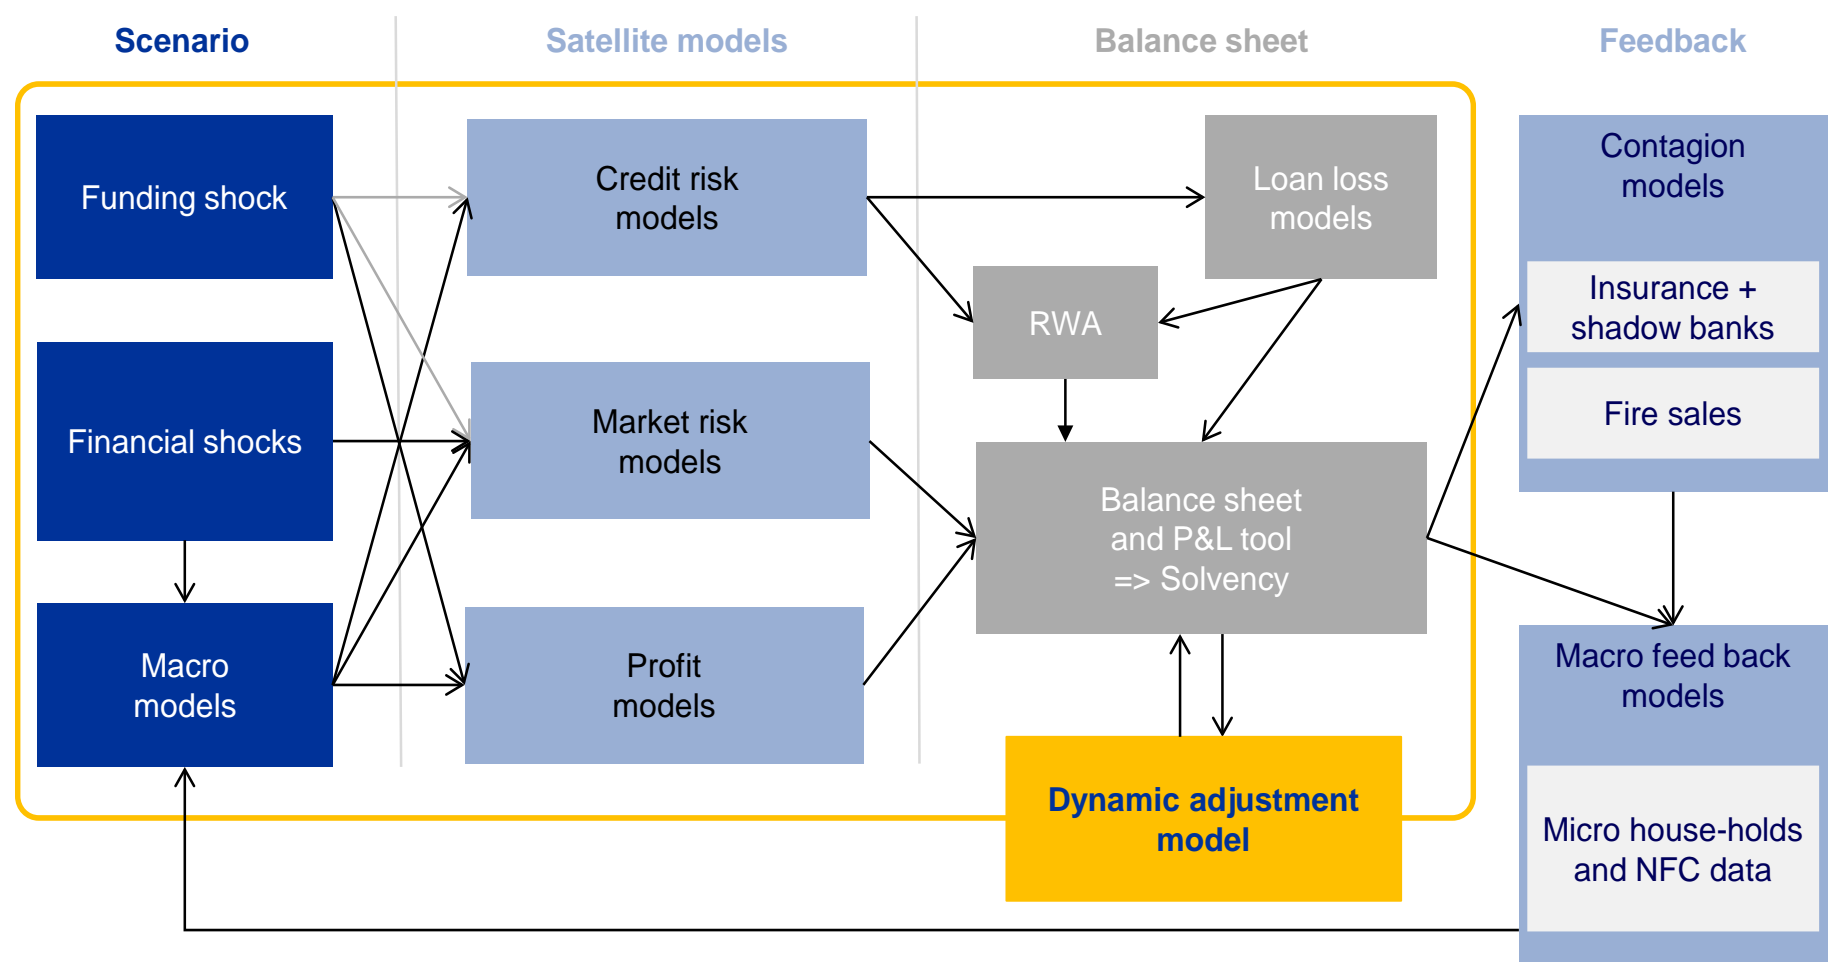 Scenario
Satellite models
Balance sheet
Feedback
Funding shock
Financial shocks
Macro
models
Credit risk
models
Market risk
models
Profit
models
Loan loss
models
RWA
Balance sheet
and P&L tool
=> Solvency
Dynamic adjustment
model
Contagion
models
Insurance +
shadow banks
Fire sales
Macro feed back
models
Micro house-holds
and NFC data